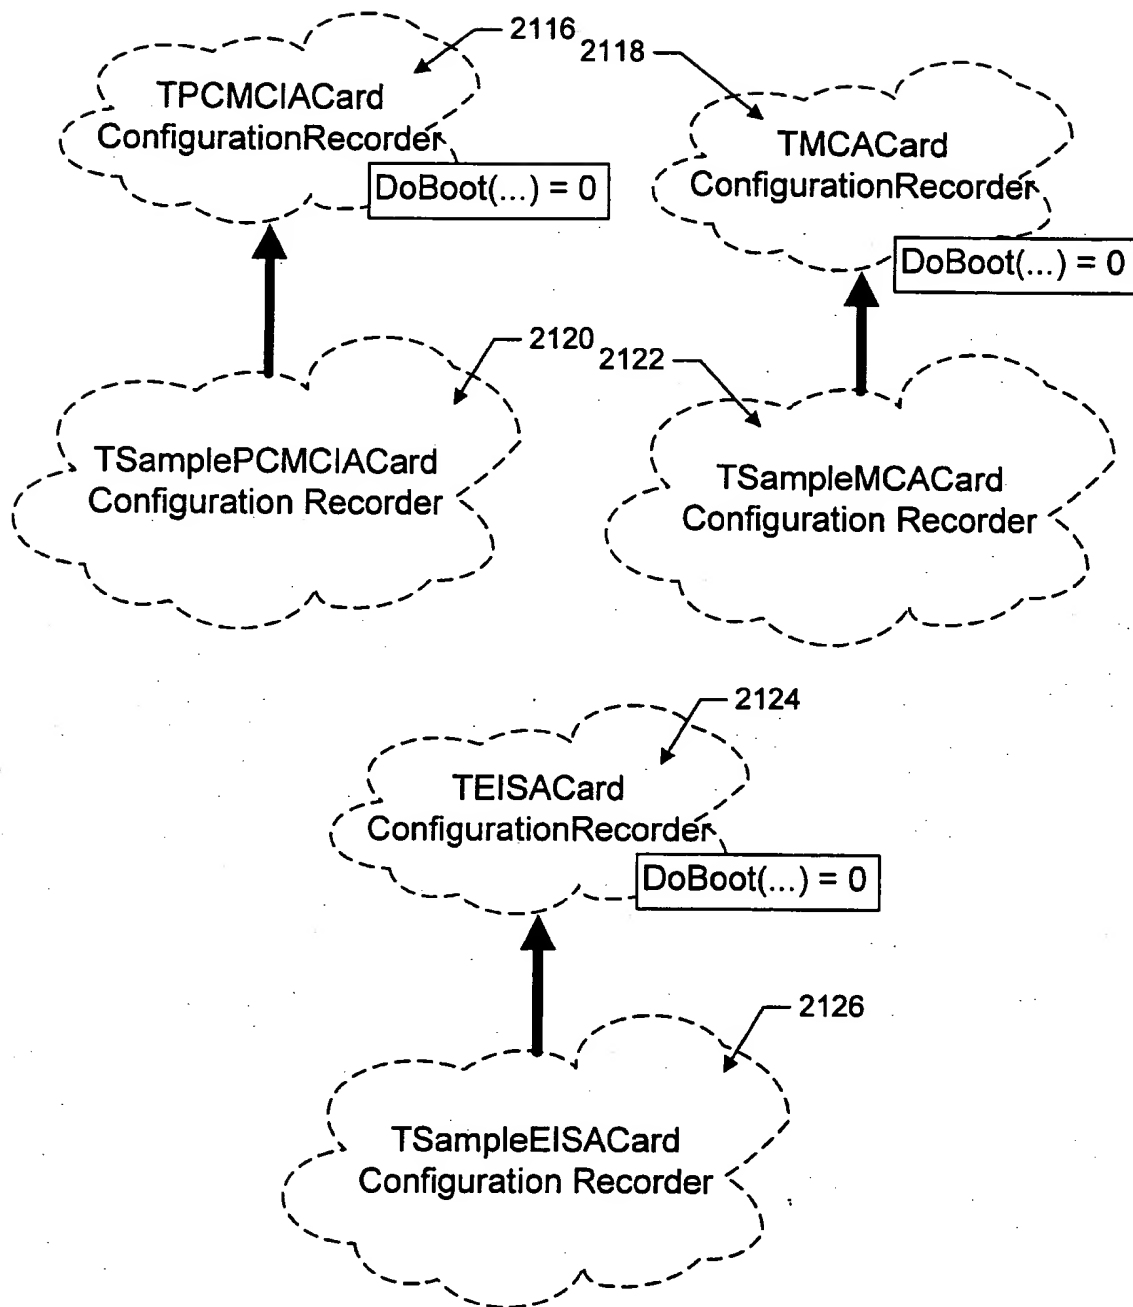 2116
2118
TPCMCIACard
ConfigurationRecorder
DoBoot(...) = 0
TMCACard
ConfigurationRecorder
DoBoot(...) = 0
2120
2122
TSamplePCMCIACard
Configuration Recorder
TSampleMCACard
Configuration Recorder
2124
TEISACard
ConfigurationRecorder
DoBoot(...) = 0
2126
TSampleEISACard
Configuration Recorder